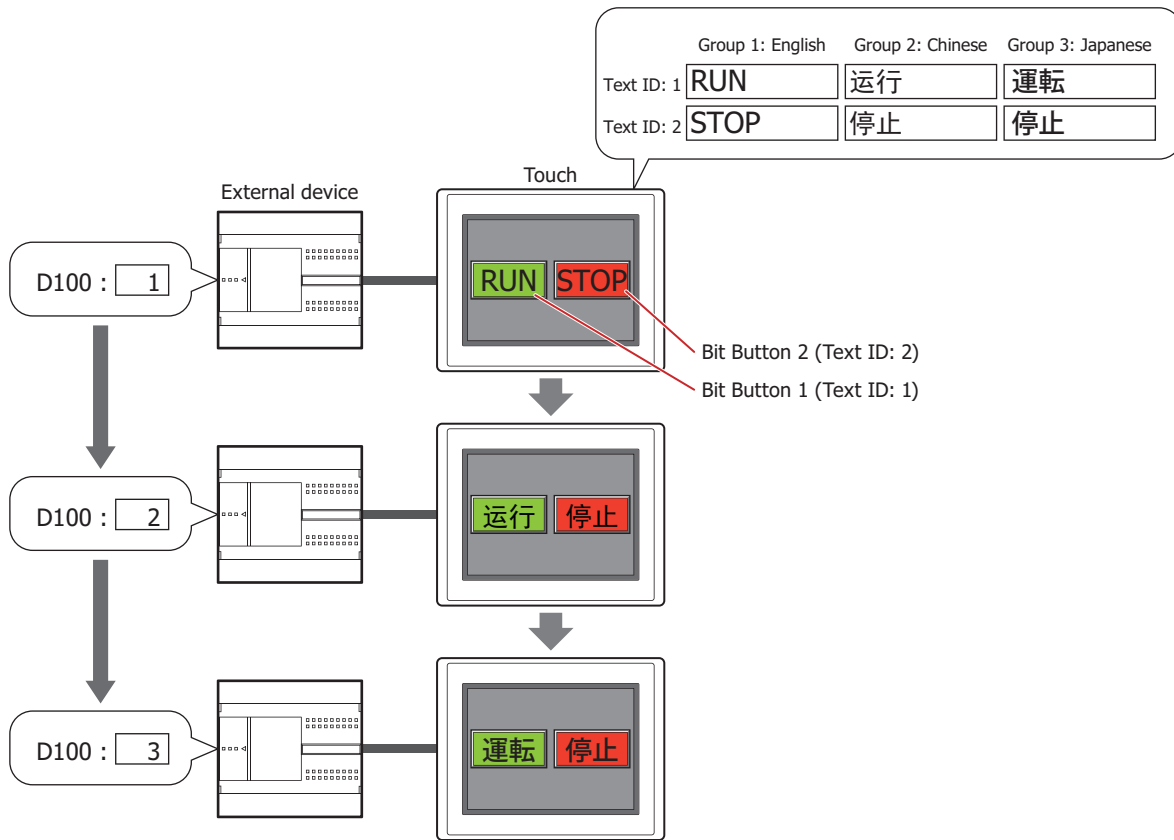 Group 1: English Group 2: Chinese Group 3: Japanese
Text ID: 1 RUN 运行 運転
Text ID: 2 STOP 停止 停止
External device
Touch
D100 : 1
RUN STOP
Bit Button 2 (Text ID: 2)
Bit Button 1 (Text ID: 1)
D100 : 2
运行 停止
D100 : 3
運転 停止